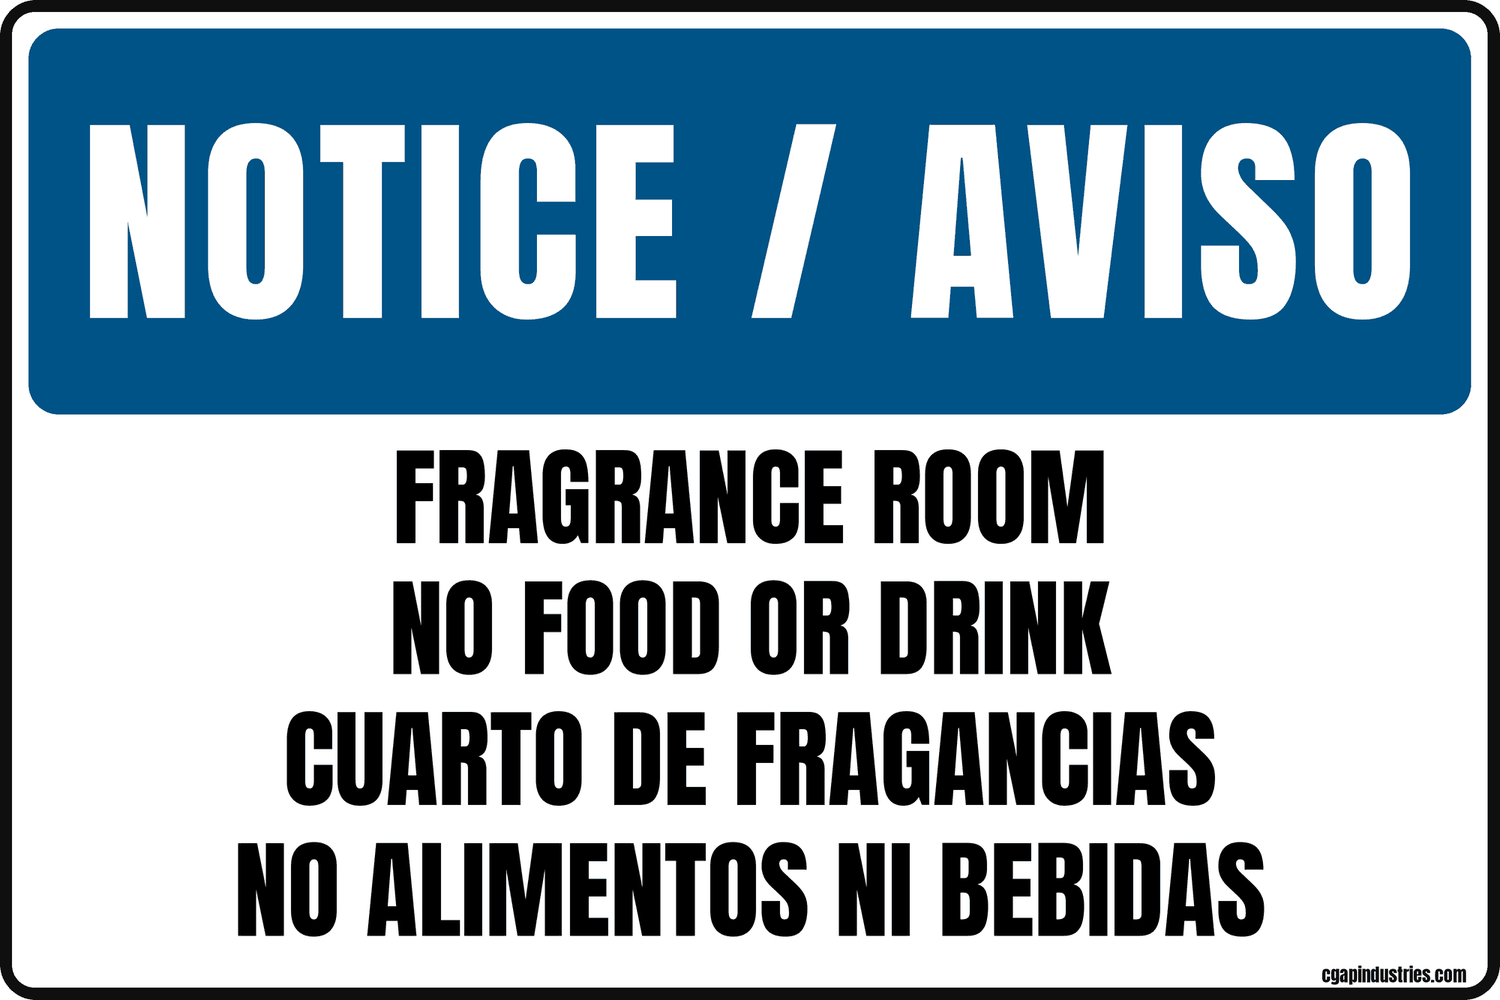 NOTICE / AVISO
FRAGRANCE ROOM
NO FOOD OR DRINK
CUARTO DE FRAGANCIAS
NO ALIMENTOS NI BEBIDAS
cgapindustries.com